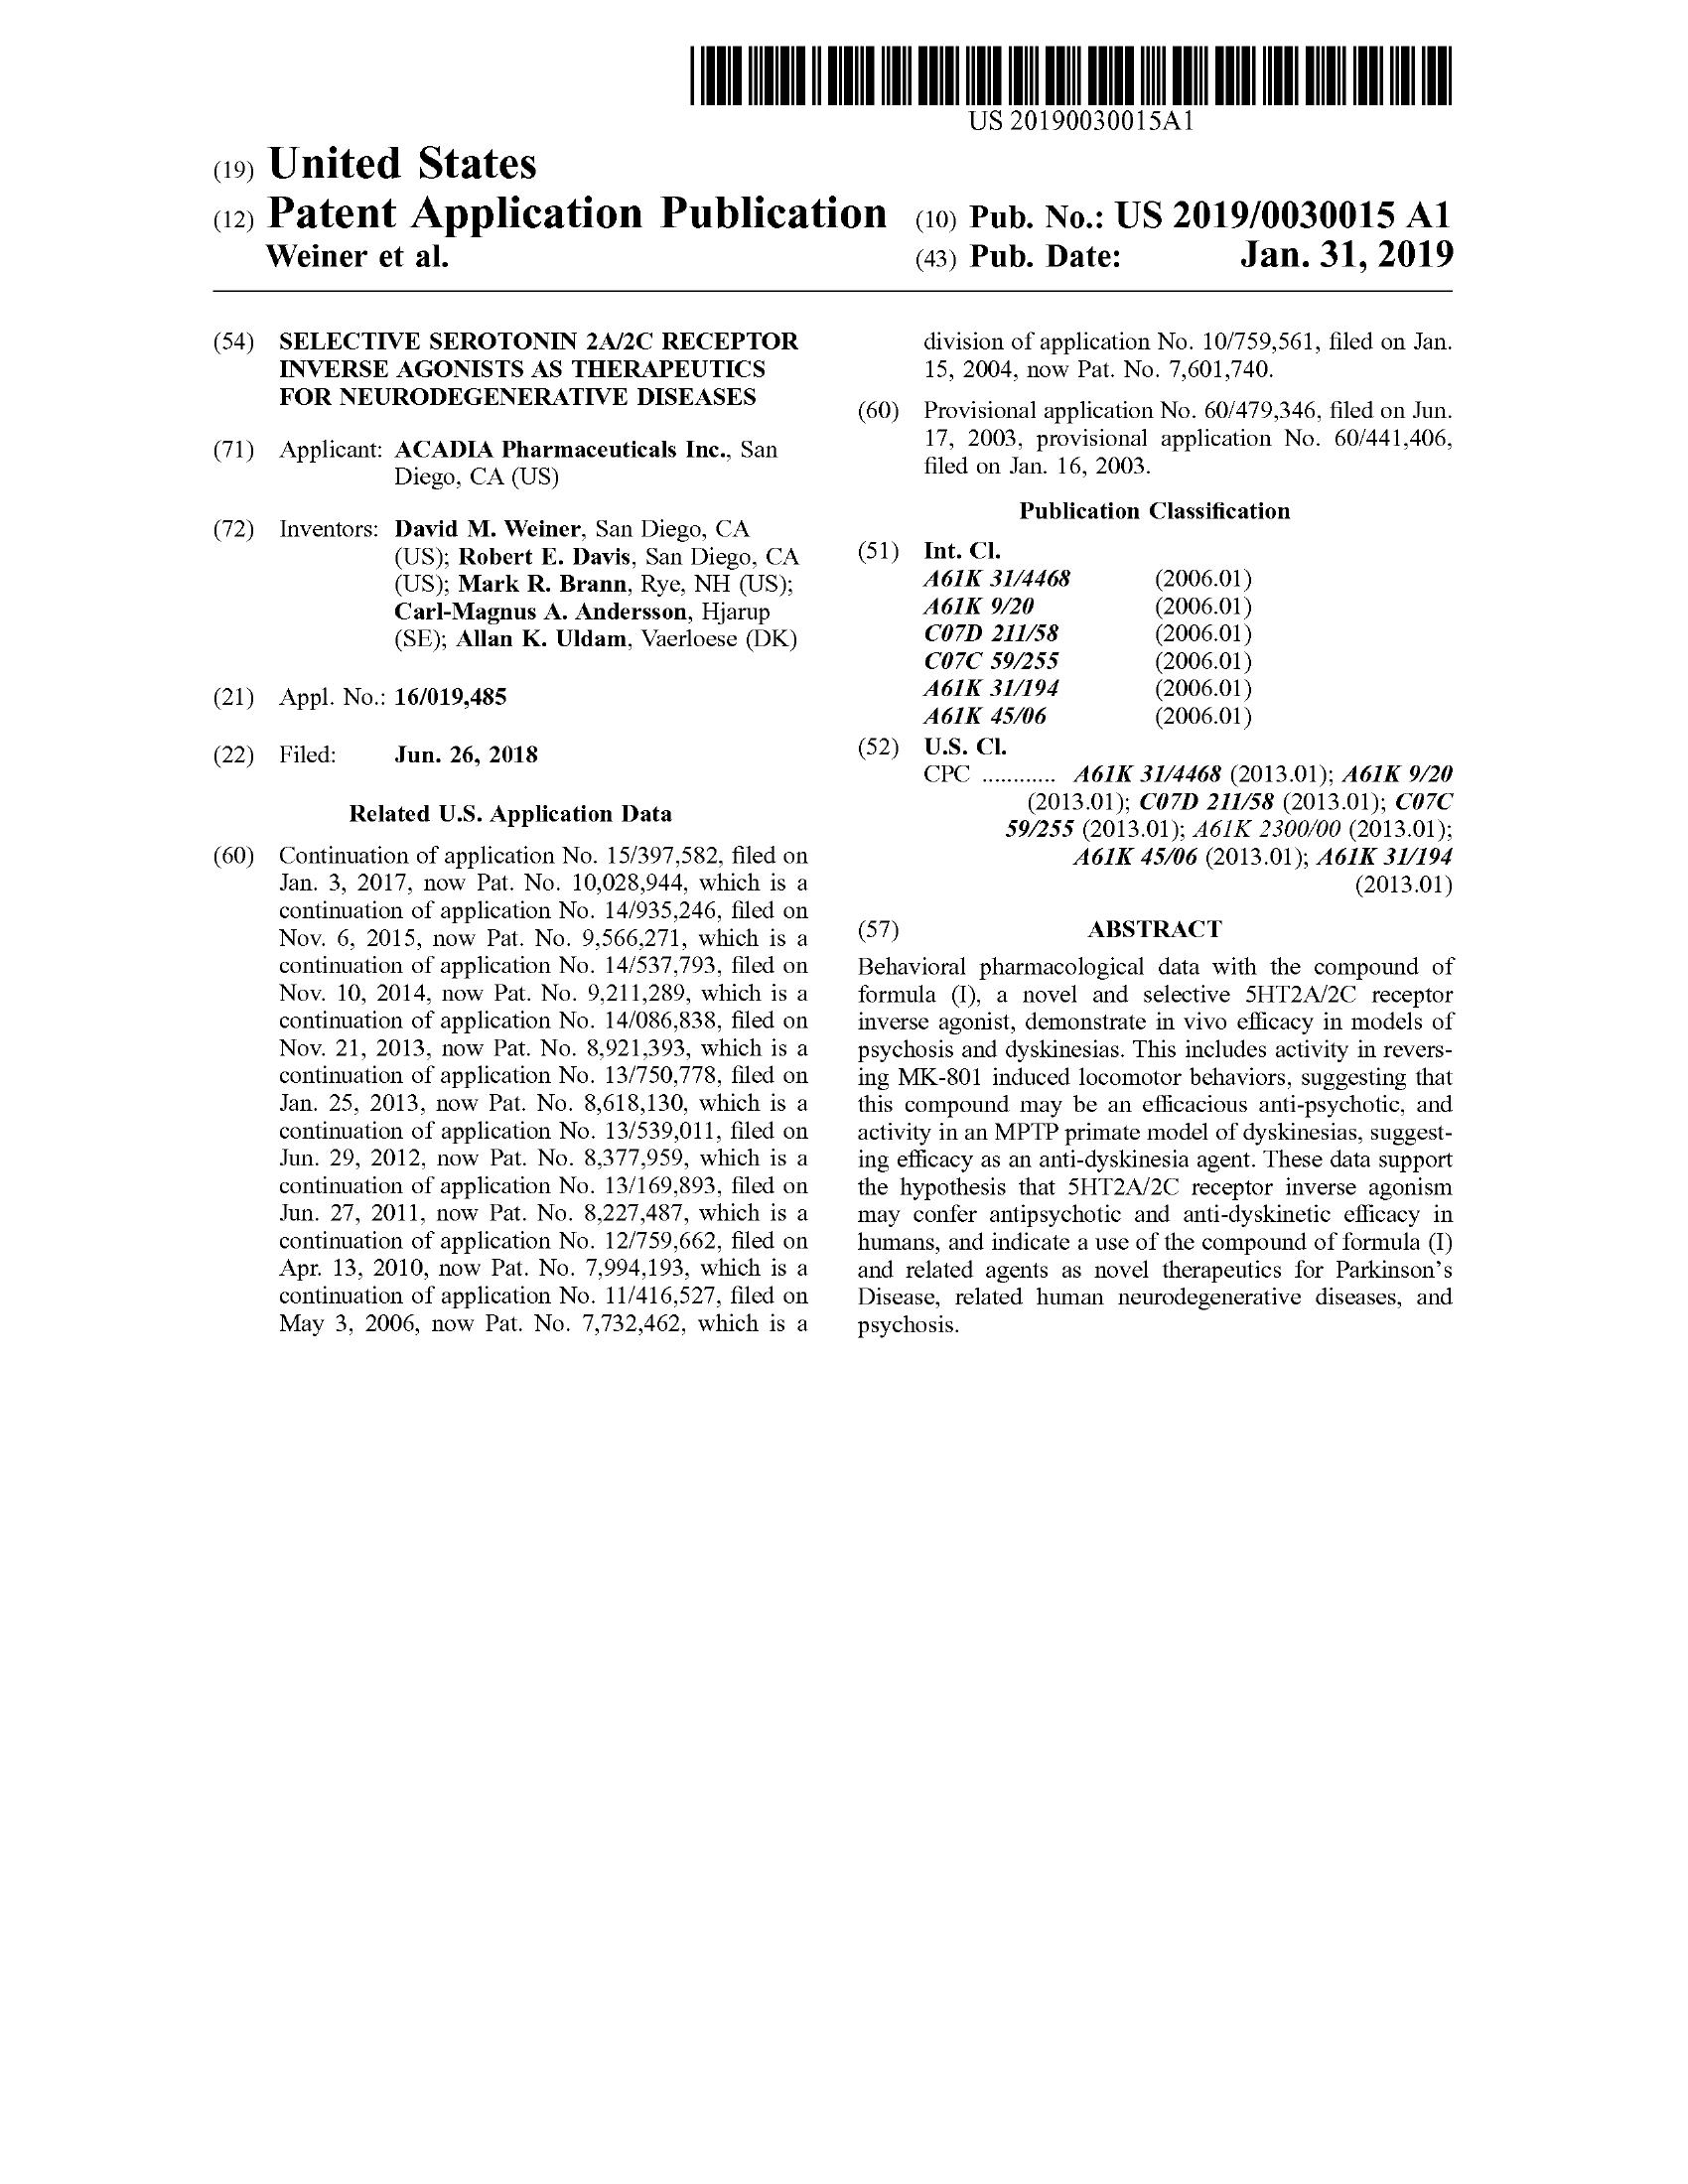 US 20190030015A1
(19) United States
(12) Patent Application Publication
Weiner et al.
(10) Pub. No.: US 2019/0030015 A1
(43) Pub. Date: Jan. 31, 2019
(54) SELECTIVE SEROTONIN 2A/2C RECEPTOR
INVERSE AGONISTS AS THERAPEUTICS
FOR NEURODEGENERATIVE DISEASES
(71) Applicant: ACADIA Pharmaceuticals Inc., San
Diego, CA (US)
(72) Inventors: David M. Weiner, San Diego, CA
(US); Robert E. Davis, San Diego, CA
(US); Mark R. Brann, Rye, NH (US);
Carl-Magnus A. Andersson, Hjarup
(SE); Allan K. Uldam, Vaerloese (DK)
(21) Appl. No.: 16/019,485
(22) Filed: Jun. 26, 2018
Related U.S. Application Data
(60) Continuation of application No. 15/397,582, filed on
Jan. 3, 2017, now Pat. No. 10,028,944, which is a
continuation of application No. 14/935,246, filed on
Nov. 6, 2015, now Pat. No. 9,566,271, which is a
continuation of application No. 14/537,793, filed on
Nov. 10, 2014, now Pat. No. 9,211,289, which is a
continuation of application No. 14/086,838, filed on
Nov. 21, 2013, now Pat. No. 8,921,393, which is a
continuation of application No. 13/750,778, filed on
Jan. 25, 2013, now Pat. No. 8,618,130, which is a
continuation of application No. 13/539,011, filed on
Jun. 29, 2012, now Pat. No. 8,377,959, which is a
continuation of application No. 13/169,893, filed on
Jun. 27, 2011, now Pat. No. 8,227,487, which is a
continuation of application No. 12/759,662, filed on
Apr. 13, 2010, now Pat. No. 7,994,193, which is a
continuation of application No. 11/416,527, filed on
May 3, 2006, now Pat. No. 7,732,462, which is a
division of application No. 10/759,561, filed on Jan.
15, 2004, now Pat. No. 7,601,740.
(60) Provisional application No. 60/479,346, filed on Jun.
17, 2003, provisional application No. 60/441,406,
filed on Jan. 16, 2003.
Publication Classification
(51) Int. Cl.
A61K 31/4468 (2006.01)
A61K 9/20 (2006.01)
C07D 211/58 (2006.01)
C07C 59/255 (2006.01)
A61K 31/194 (2006.01)
A61K 45/06 (2006.01)
(52) U.S. Cl.
CPC ............ A61K 31/4468 (2013.01); A61K 9/20
(2013.01); C07D 211/58 (2013.01); C07C
59/255 (2013.01); A61K 2300/00 (2013.01);
A61K 45/06 (2013.01); A61K 31/194
(2013.01)
(57) ABSTRACT
Behavioral pharmacological data with the compound of
formula (I), a novel and selective 5HT2A/2C receptor
inverse agonist, demonstrate in vivo efficacy in models of
psychosis and dyskinesias. This includes activity in revers-
ing MK-801 induced locomotor behaviors, suggesting that
this compound may be an efficacious anti-psychotic, and
activity in an MPTP primate model of dyskinesias, suggest-
ing efficacy as an anti-dyskinesia agent. These data support
the hypothesis that 5HT2A/2C receptor inverse agonism
may confer antipsychotic and anti-dyskinetic efficacy in
humans, and indicate a use of the compound of formula (I)
and related agents as novel therapeutics for Parkinson's
Disease, related human neurodegenerative diseases, and
psychosis.